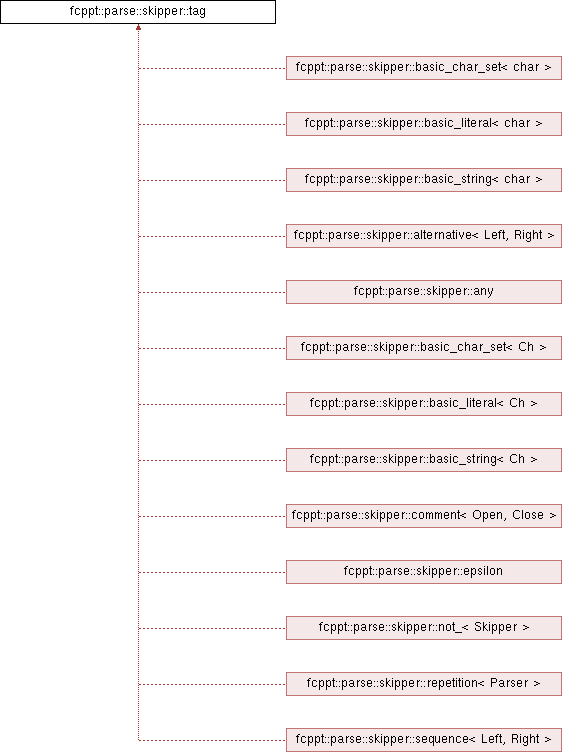 fcppt::parse::skipper::tag
fcppt::parse::skipper::basic_char_set< char >
fcppt::parse::skipper::basic_literal< char >
fcppt::parse::skipper::basic_string< char >
fcppt::parse::skipper::alternative< Left, Right >
fcppt::parse::skipper::any
fcppt::parse::skipper::basic_char_set< Ch >
fcppt::parse::skipper::basic_literal< Ch >
fcppt::parse::skipper::basic_string< Ch >
fcppt::parse::skipper::comment< Open, Close >
fcppt::parse::skipper::epsilon
fcppt::parse::skipper::not_< Skipper >
fcppt::parse::skipper::repetition< Parser >
fcppt::parse::skipper::sequence< Left, Right >